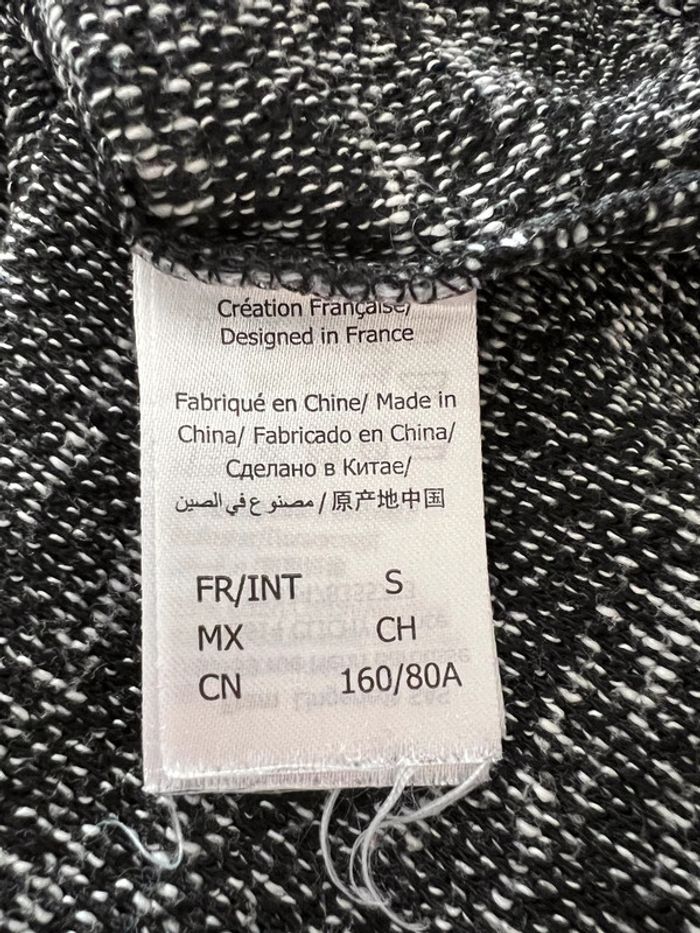 Création Française/
Designed in France
Fabriqué en Chine/ Made in
China/ Fabricado en China/
Сделано в Китае/
مصنوع في الصين / 原产地中国
FR/INT S
MX CH
CN 160/80A